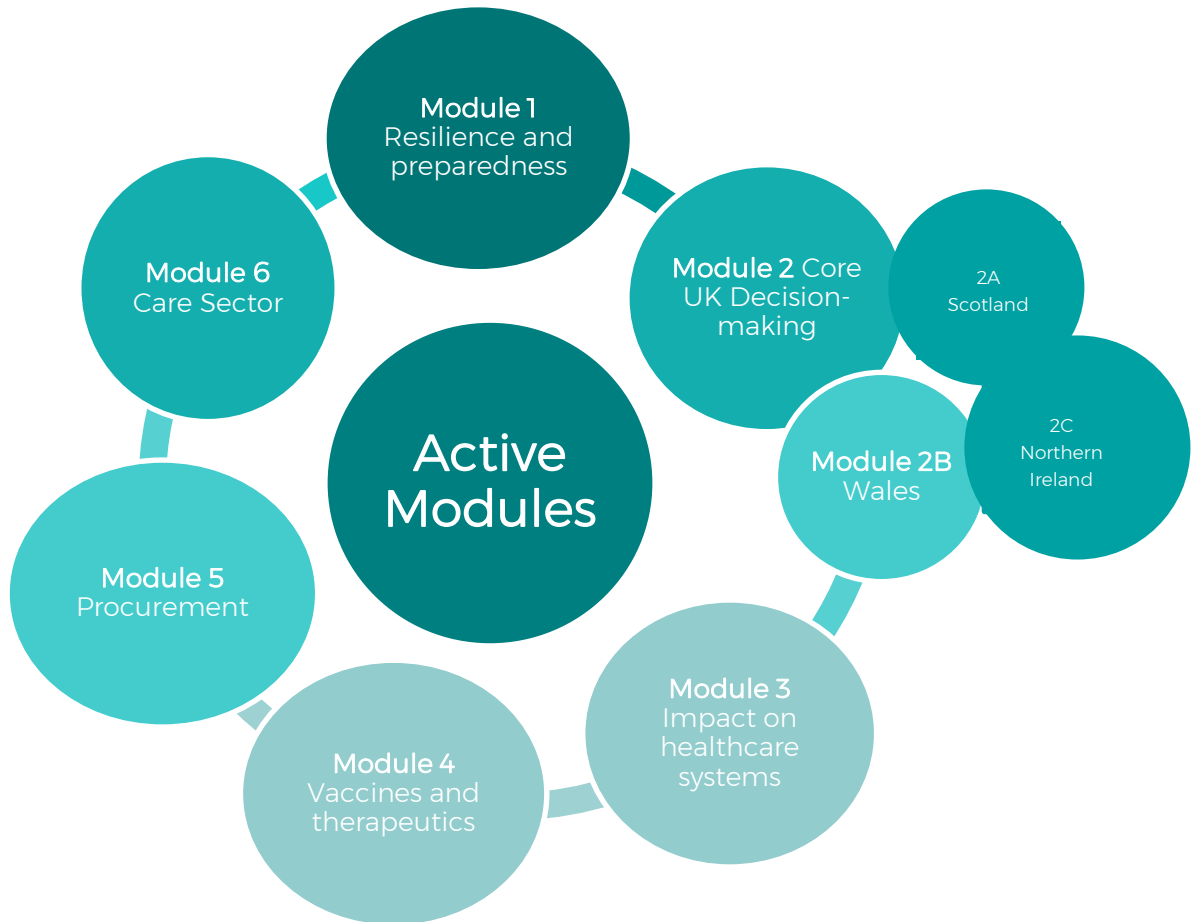 Module 1
Resilience and
preparedness
Module 2 Core
UK Decision-
making
2A
Scotland
Module 2B
Wales
2C
Northern
Ireland
Module 3
Impact on
healthcare
systems
Module 4
Vaccines and
therapeutics
Module 5
Procurement
Module 6
Care Sector
Active
Modules